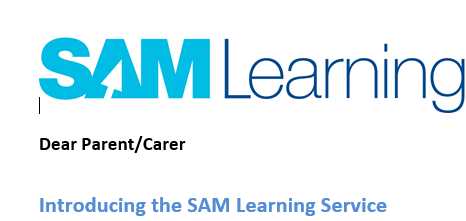 SAM Learning
Dear Parent/Carer
Introducing the SAM Learning Service